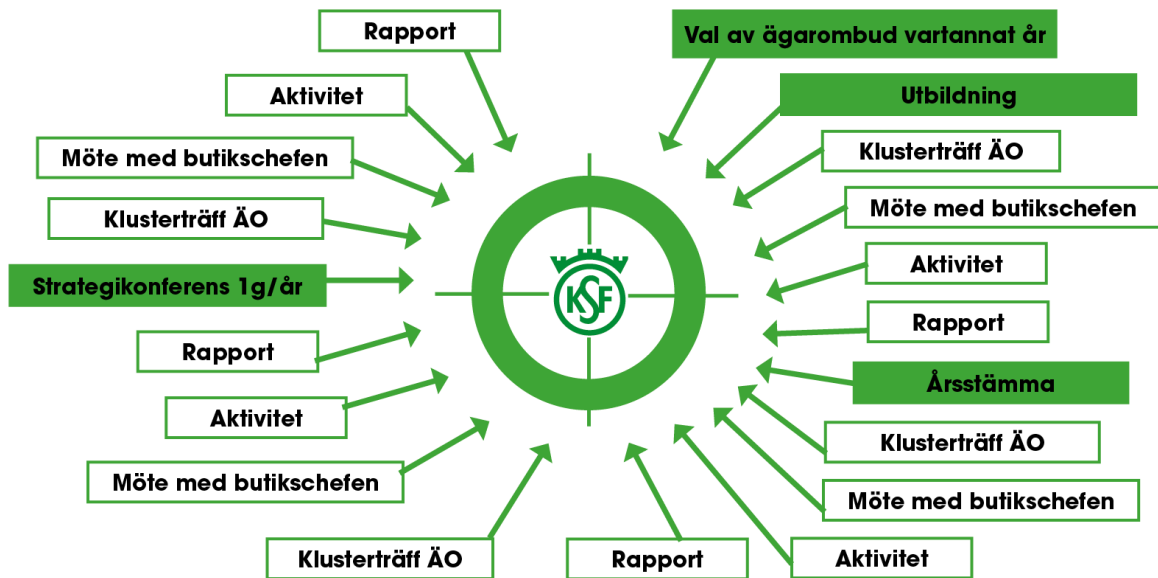 Val av ägarombud vartannat år
Utbildning
Klusterträff ÄO
Möte med butikschefen
Aktivitet
Rapport
Årsstämma
Klusterträff ÄO
Möte med butikschefen
Aktivitet
Rapport
Klusterträff ÄO
Möte med butikschefen
Aktivitet
Rapport
Strategikonferens 1g/år
Klusterträff ÄO
Möte med butikschefen
Aktivitet
Rapport
KSF